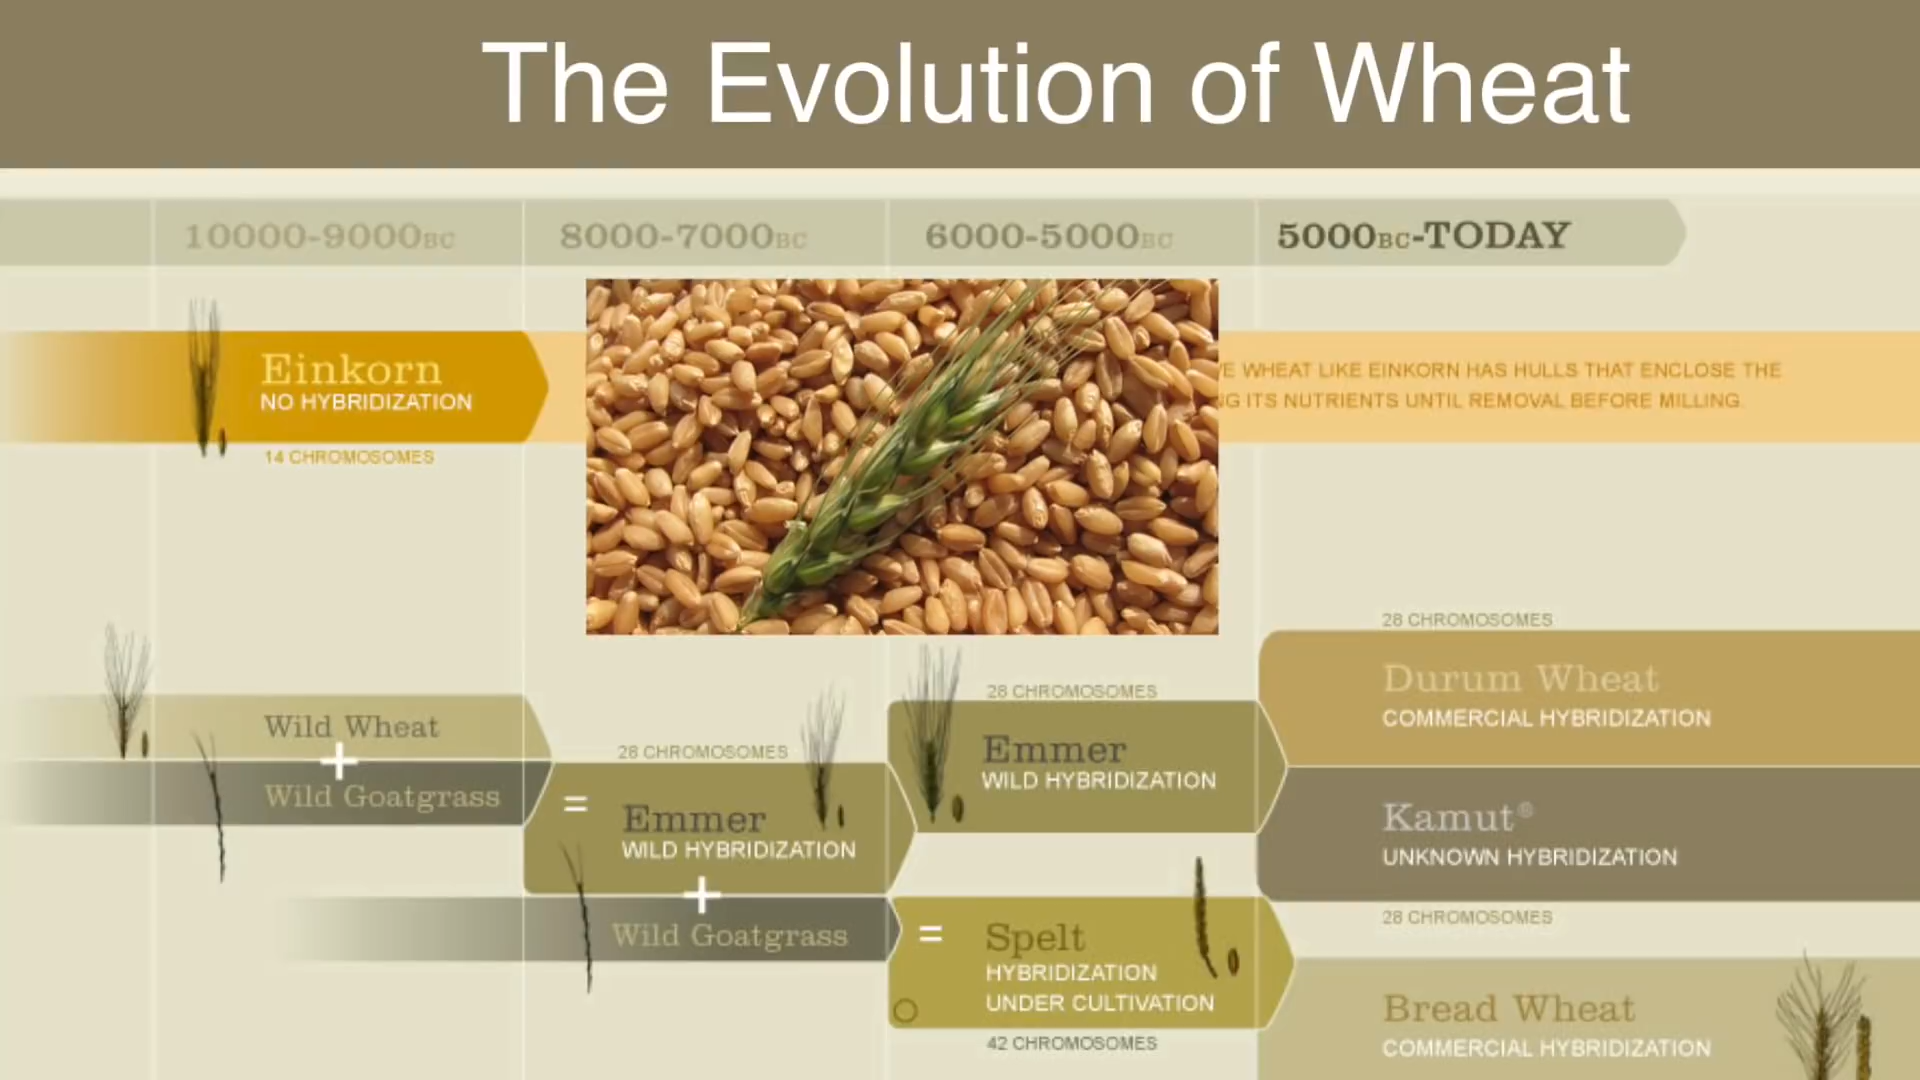 The Evolution of Wheat
10000-9000BC
8000-7000BC
6000-5000BC
5000BC-TODAY
Einkorn
NO HYBRIDIZATION
14 CHROMOSOMES
WHEAT LIKE EINKORN HAS HULLS THAT ENCLOSE THE
ITS NUTRIENTS UNTIL REMOVAL BEFORE MILLING.
Wild Wheat
+
Wild Goatgrass
=
28 CHROMOSOMES
Emmer
WILD HYBRIDIZATION
+
Wild Goatgrass
=
28 CHROMOSOMES
Emmer
WILD HYBRIDIZATION
Spelt
HYBRIDIZATION
UNDER CULTIVATION
42 CHROMOSOMES
28 CHROMOSOMES
Durum Wheat
COMMERCIAL HYBRIDIZATION
Kamut®
UNKNOWN HYBRIDIZATION
28 CHROMOSOMES
Bread Wheat
COMMERCIAL HYBRIDIZATION